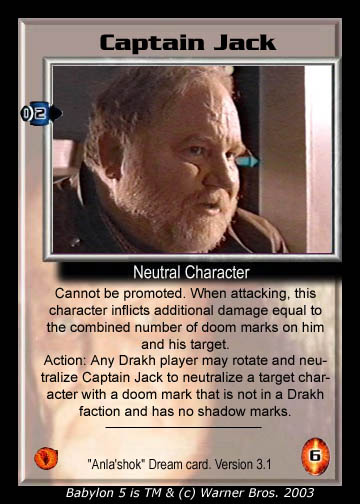 Captain Jack
2
Neutral Character
Cannot be promoted. When attacking, this
character inflicts additional damage equal to
the combined number of doom marks on him
and his target.
Action: Any Drakh player may rotate and neu-
tralize Captain Jack to neutralize a target char-
acter with a doom mark that is not in a Drakh
faction and has no shadow marks.
6
"Anla'shok" Dream card. Version 3.1
Babylon 5 is TM & (c) Warner Bros. 2003